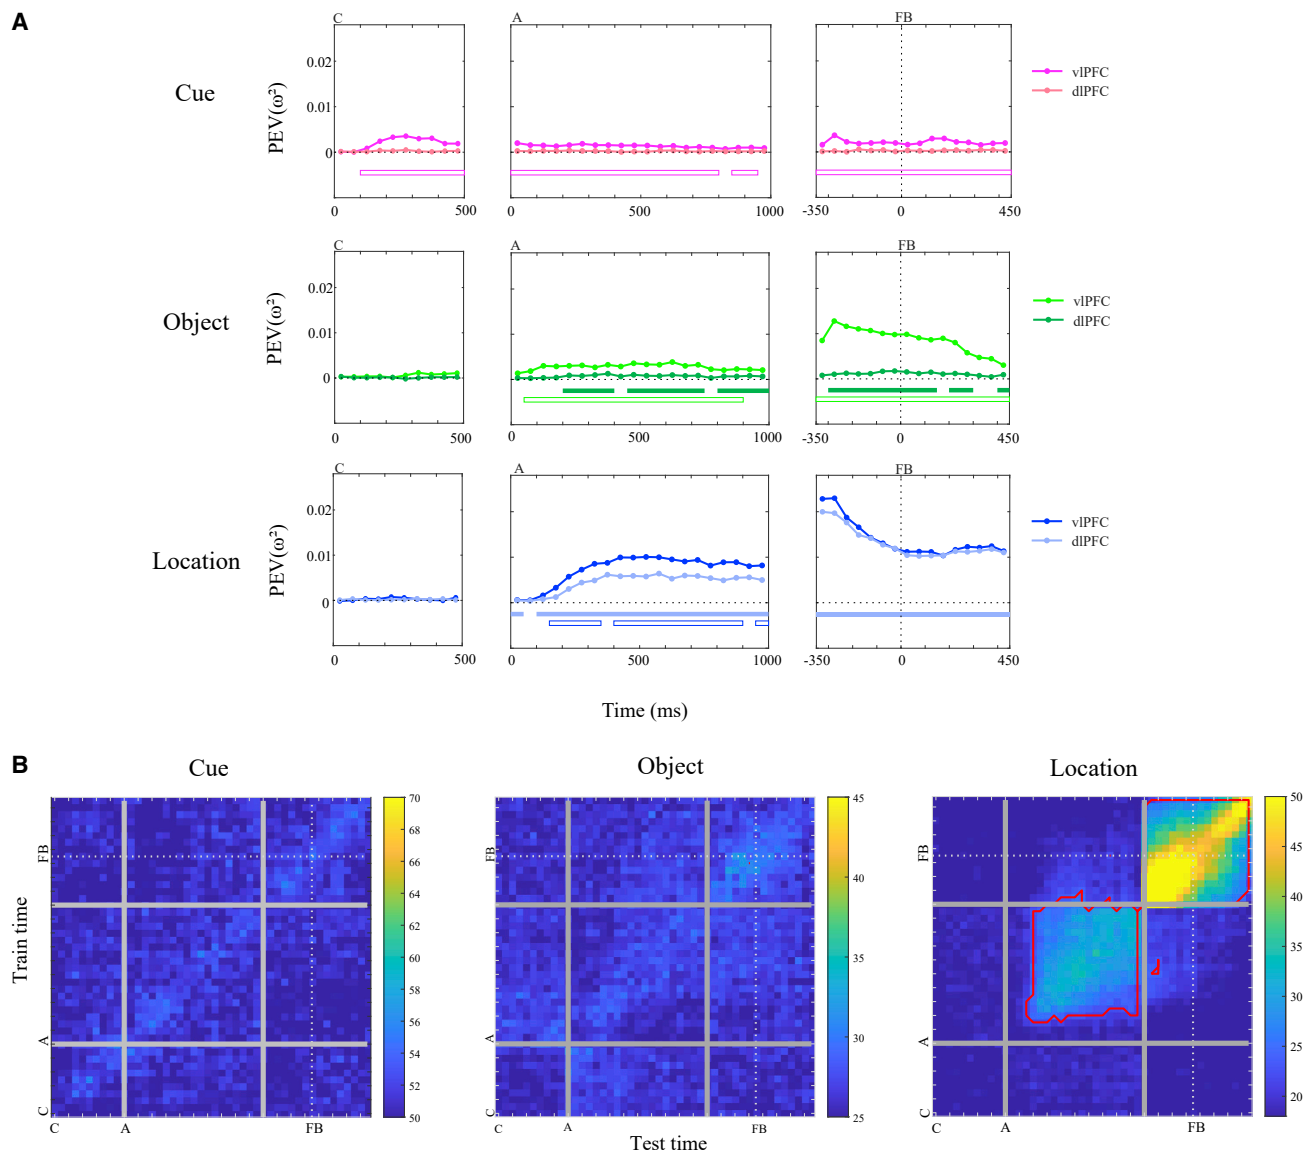 A
C
A
FB
Cue
PEV(ω²)
0.02
0.01
0
vlPFC
dlPFC
0
500
0
500
1000
-350
0
450
C
A
FB
Object
PEV(ω²)
0.02
0.01
0
vlPFC
dlPFC
0
500
0
500
1000
-350
0
450
C
A
FB
Location
PEV(ω²)
0.02
0.01
0
vlPFC
dlPFC
0
500
0
500
1000
-350
0
450
Time (ms)
B
Cue
Object
Location
Train time
FB
A
C
C
A
FB
70
68
66
64
62
60
58
56
54
52
50
FB
A
C
C
A
FB
45
40
35
30
25
FB
A
C
C
A
FB
50
45
40
35
30
25
20
Test time